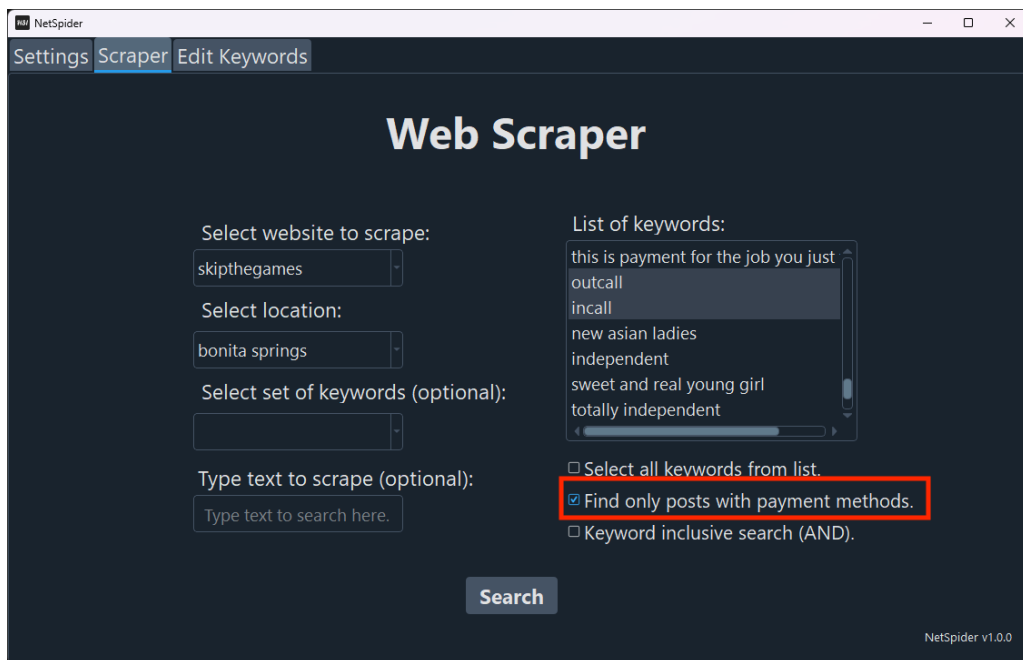 NetSpider
Settings Scraper Edit Keywords
Web Scraper
Select website to scrape:
skipthegames
Select location:
bonita springs
Select set of keywords (optional):
Type text to scrape (optional):
Type text to search here.
List of keywords:
this is payment for the job you just
outcall
incall
new asian ladies
independent
sweet and real young girl
totally independent
Select all keywords from list.
Find only posts with payment methods.
Keyword inclusive search (AND).
Search
NetSpider v1.0.0